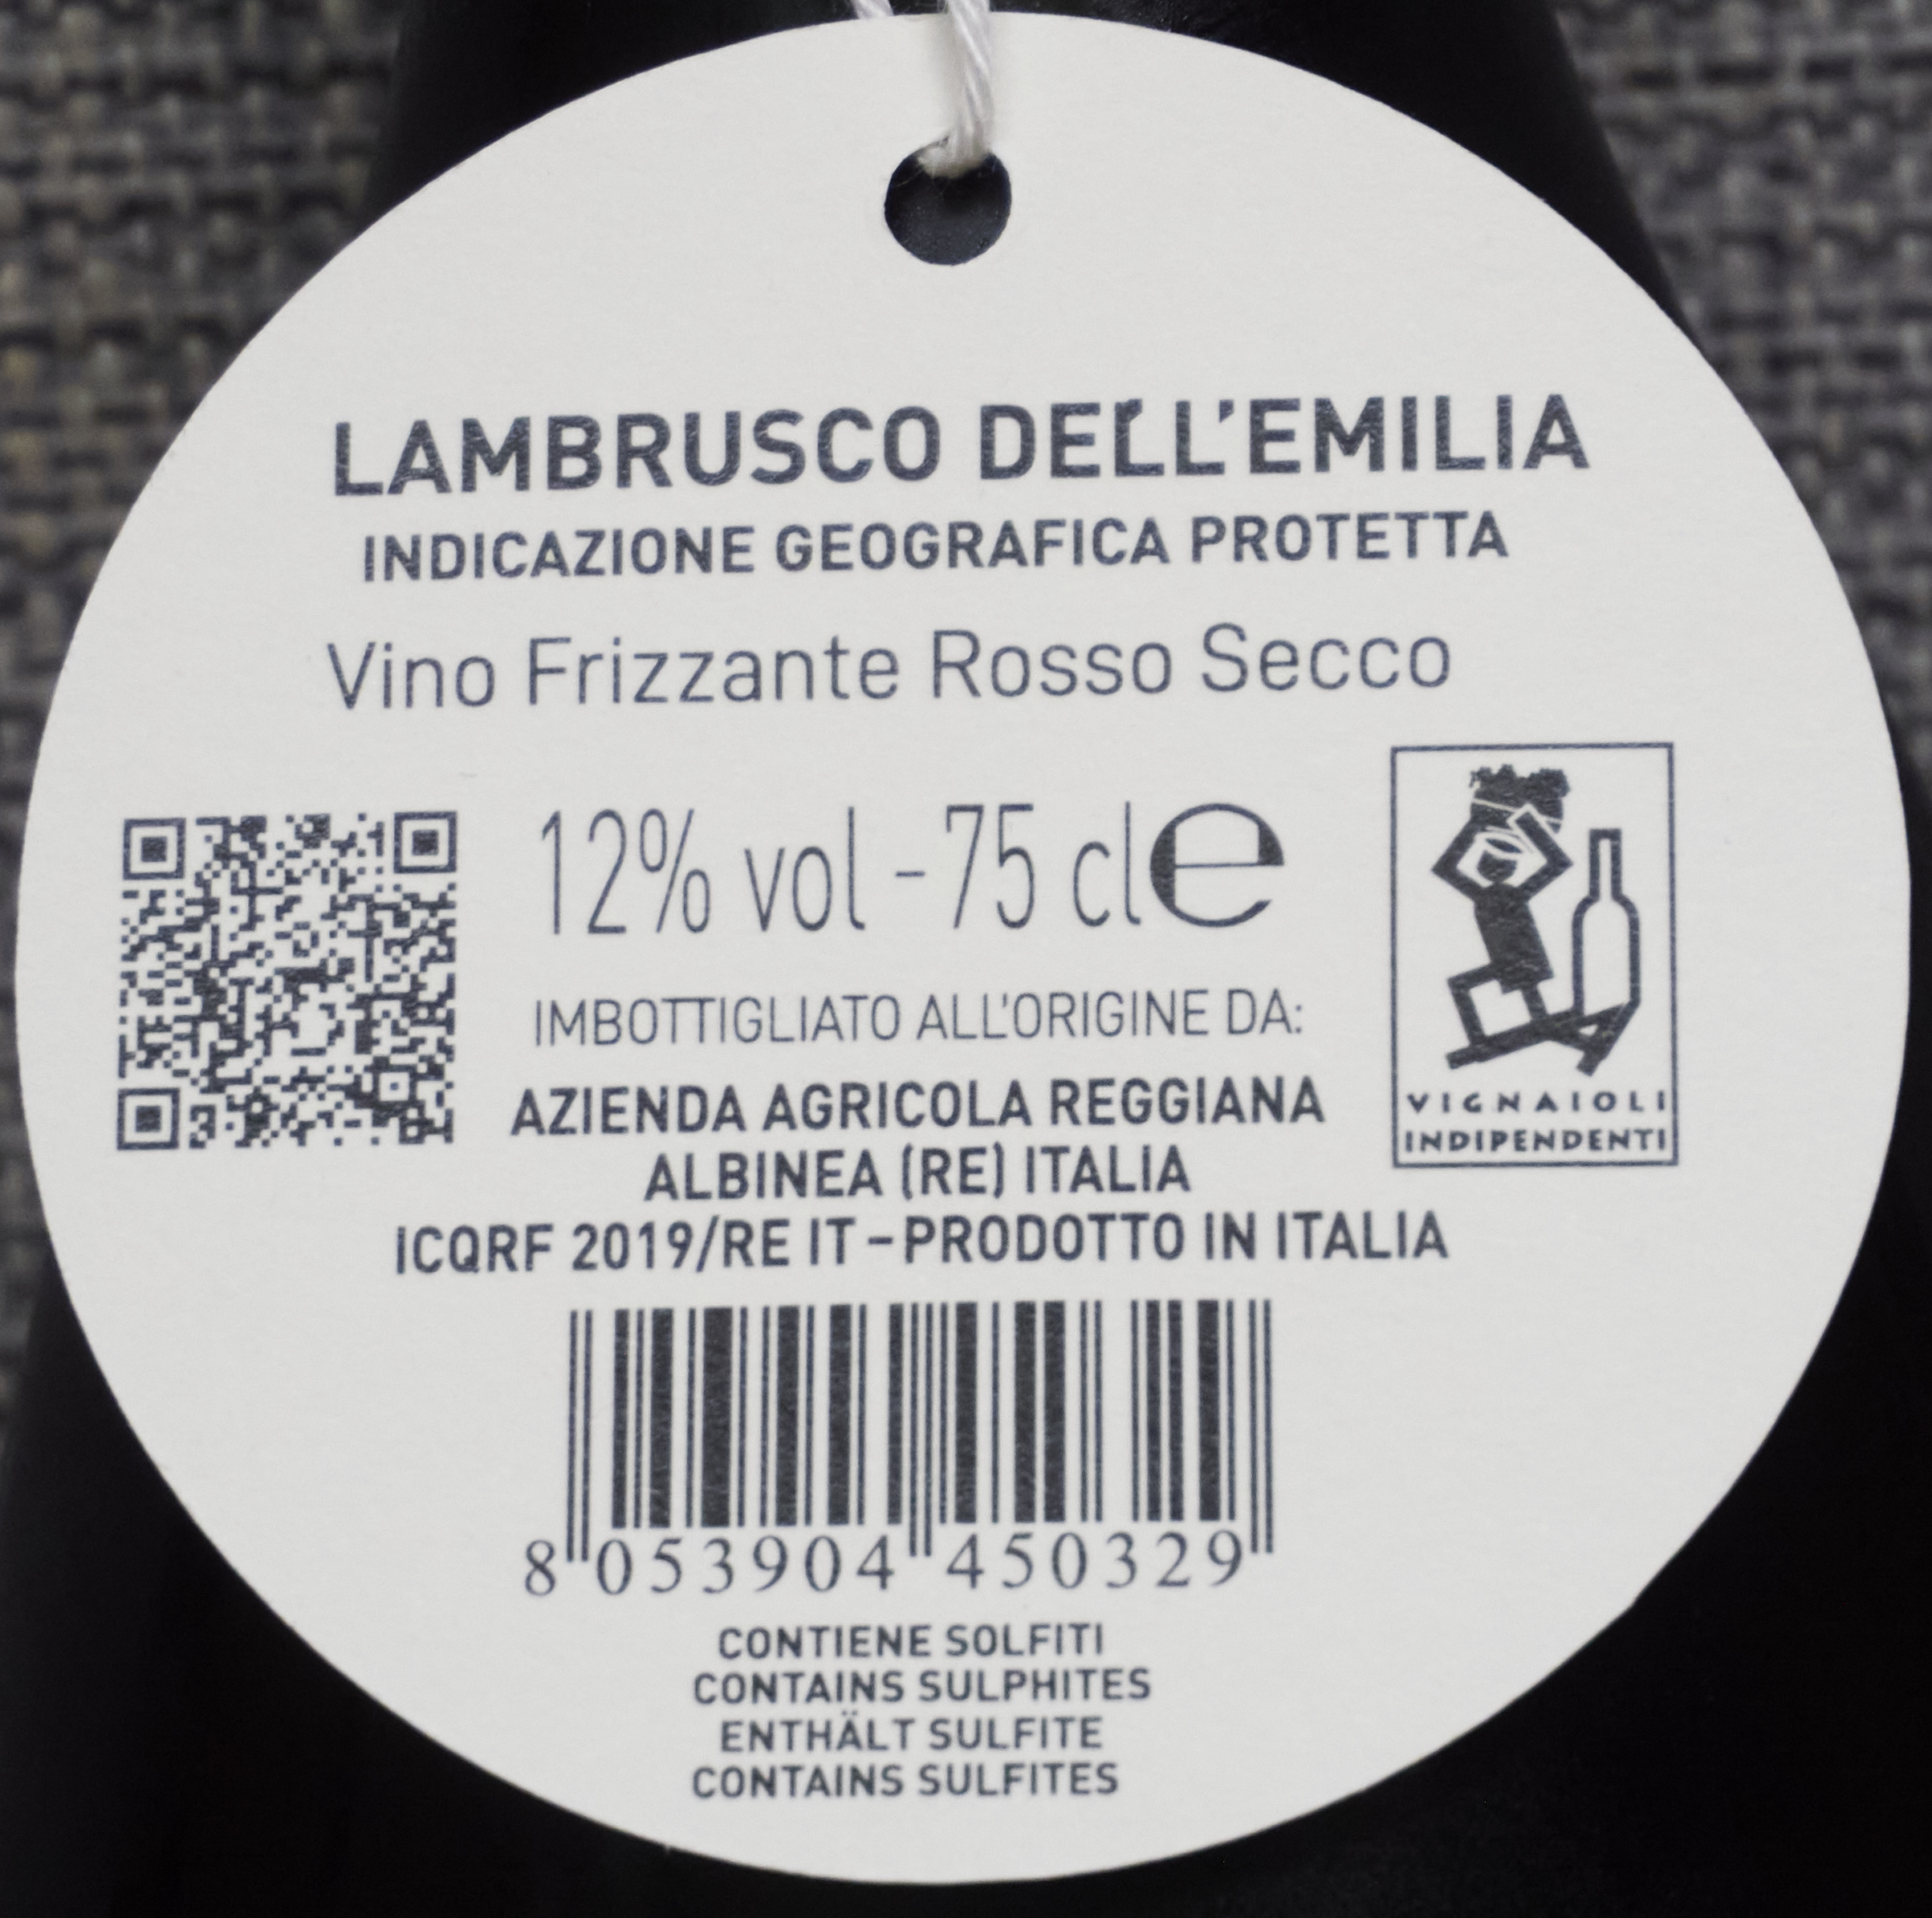 LAMBRUSCO DELL'EMILIA
INDICAZIONE GEOGRAFICA PROTETTA
Vino Frizzante Rosso Secco
12% vol - 75 cl e
IMBOTTIGLIATO ALL'ORIGINE DA:
AZIENDA AGRICOLA REGGIANA
ALBINEA (RE) ITALIA
ICQRF 2019/RE IT - PRODOTTO IN ITALIA
VIGNAIOLI
INDIPENDENTI
8 053904 450329
CONTIENE SOLFITI
CONTAINS SULPHITES
ENTHÄLT SULFITE
CONTAINS SULFITES